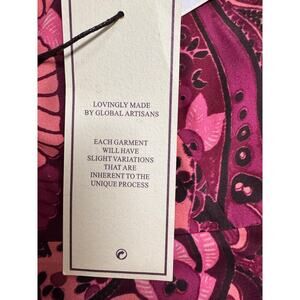 LOVINGLY MADE
BY GLOBAL ARTISANS
EACH GARMENT
WILL HAVE
SLIGHT VARIATIONS
THAT ARE
INHERENT TO THE
UNIQUE PROCESS